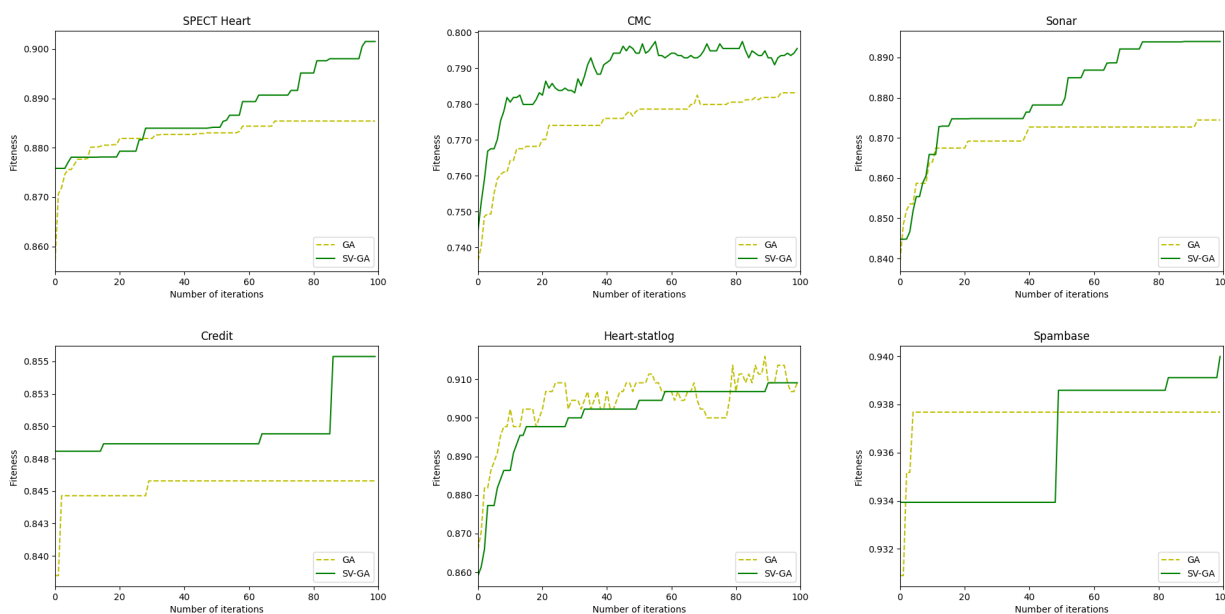 SPECT Heart
0.900
0.890
0.880
0.870
0.860
Fiteness
GA
SV-GA
0 20 40 60 80 100
Number of iterations
CMC
0.800
0.790
0.780
0.770
0.760
0.750
0.740
Fiteness
GA
SV-GA
0 20 40 60 80 100
Number of iterations
Sonar
0.890
0.880
0.870
0.860
0.850
0.840
Fiteness
GA
SV-GA
0 20 40 60 80 100
Number of iterations
Credit
0.855
0.853
0.850
0.848
0.845
0.843
0.840
Fiteness
GA
SV-GA
0 20 40 60 80 100
Number of iterations
Heart-statlog
0.910
0.900
0.890
0.880
0.870
0.860
Fiteness
GA
SV-GA
0 20 40 60 80 100
Number of iterations
Spambase
0.940
0.938
0.936
0.934
0.932
Fiteness
GA
SV-GA
0 20 40 60 80 100
Number of iterations